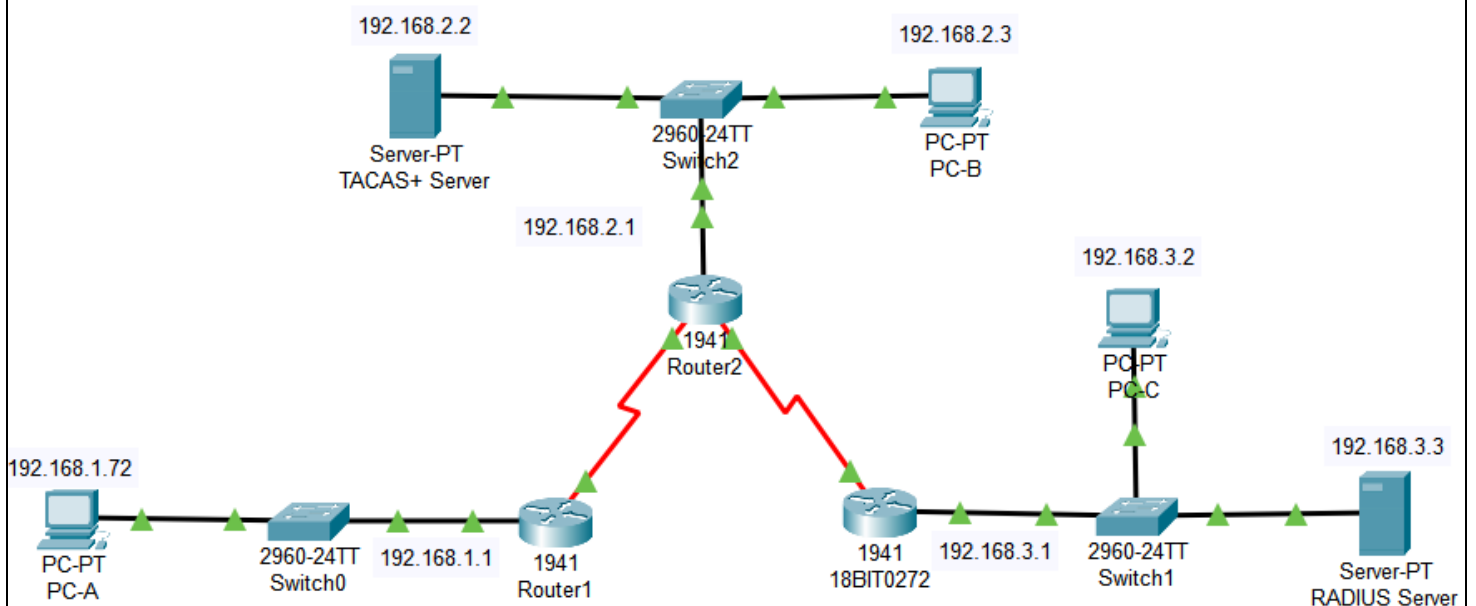 192.168.2.2
192.168.2.3
2960-24TT
Switch2
Server-PT
TACAS+ Server
PC-PT
PC-B
192.168.2.1
192.168.3.2
1941
Router2
PC-PT
PC-C
192.168.3.3
192.168.1.72
PC-PT
PC-A
2960-24TT
Switch0
192.168.1.1
1941
Router1
1941
18BIT0272
192.168.3.1
2960-24TT
Switch1
Server-PT
RADIUS Server